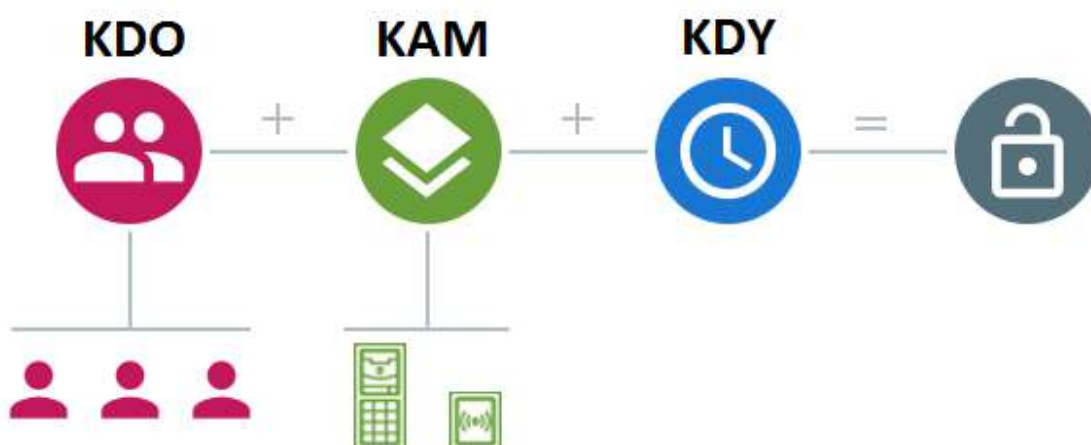 KDO KAM KDY
+ + =